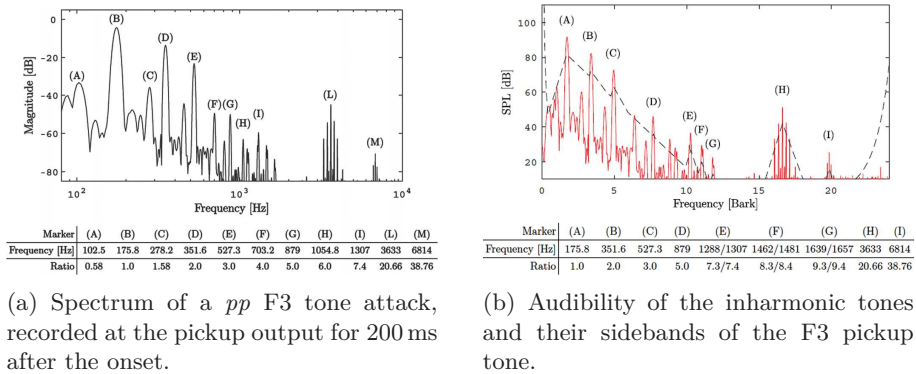 0
-20
-40
-60
-80
Magnitude [dB]
(A)
(B)
(C)
(D)
(E)
(F)
(G)
(H)
(I)
(L)
(M)
10^2
10^3
10^4
Frequency [Hz]
Marker (A) (B) (C) (D) (E) (F) (G) (H) (I) (L) (M)
Frequency [Hz] 102.5 175.8 278.2 351.6 527.3 703.2 879 1054.8 1307 3633 6814
Ratio 0.58 1.0 1.58 2.0 3.0 4.0 5.0 6.0 7.4 20.66 38.76
(a) Spectrum of a pp F3 tone attack,
recorded at the pickup output for 200 ms
after the onset.
100
80
60
40
20
SPL [dB]
(A)
(B)
(C)
(D)
(E)
(F)
(G)
(H)
(I)
0 5 10 15 20
Frequency [Bark]
Marker (A) (B) (C) (D) (E) (F) (G) (H) (I)
Frequency [Hz] 175.8 351.6 527.3 879 1288/1307 1462/1481 1639/1657 3633 6814
Ratio 1.0 2.0 3.0 5.0 7.3/7.4 8.3/8.4 9.3/9.4 20.66 38.76
(b) Audibility of the inharmonic tones
and their sidebands of the F3 pickup
tone.